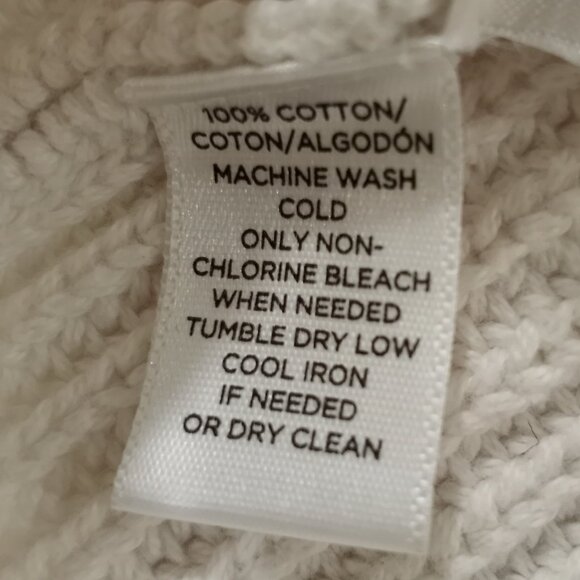 100% COTTON/
COTON/ALGODÓN
MACHINE WASH
COLD
ONLY NON-
CHLORINE BLEACH
WHEN NEEDED
TUMBLE DRY LOW
COOL IRON
IF NEEDED
OR DRY CLEAN